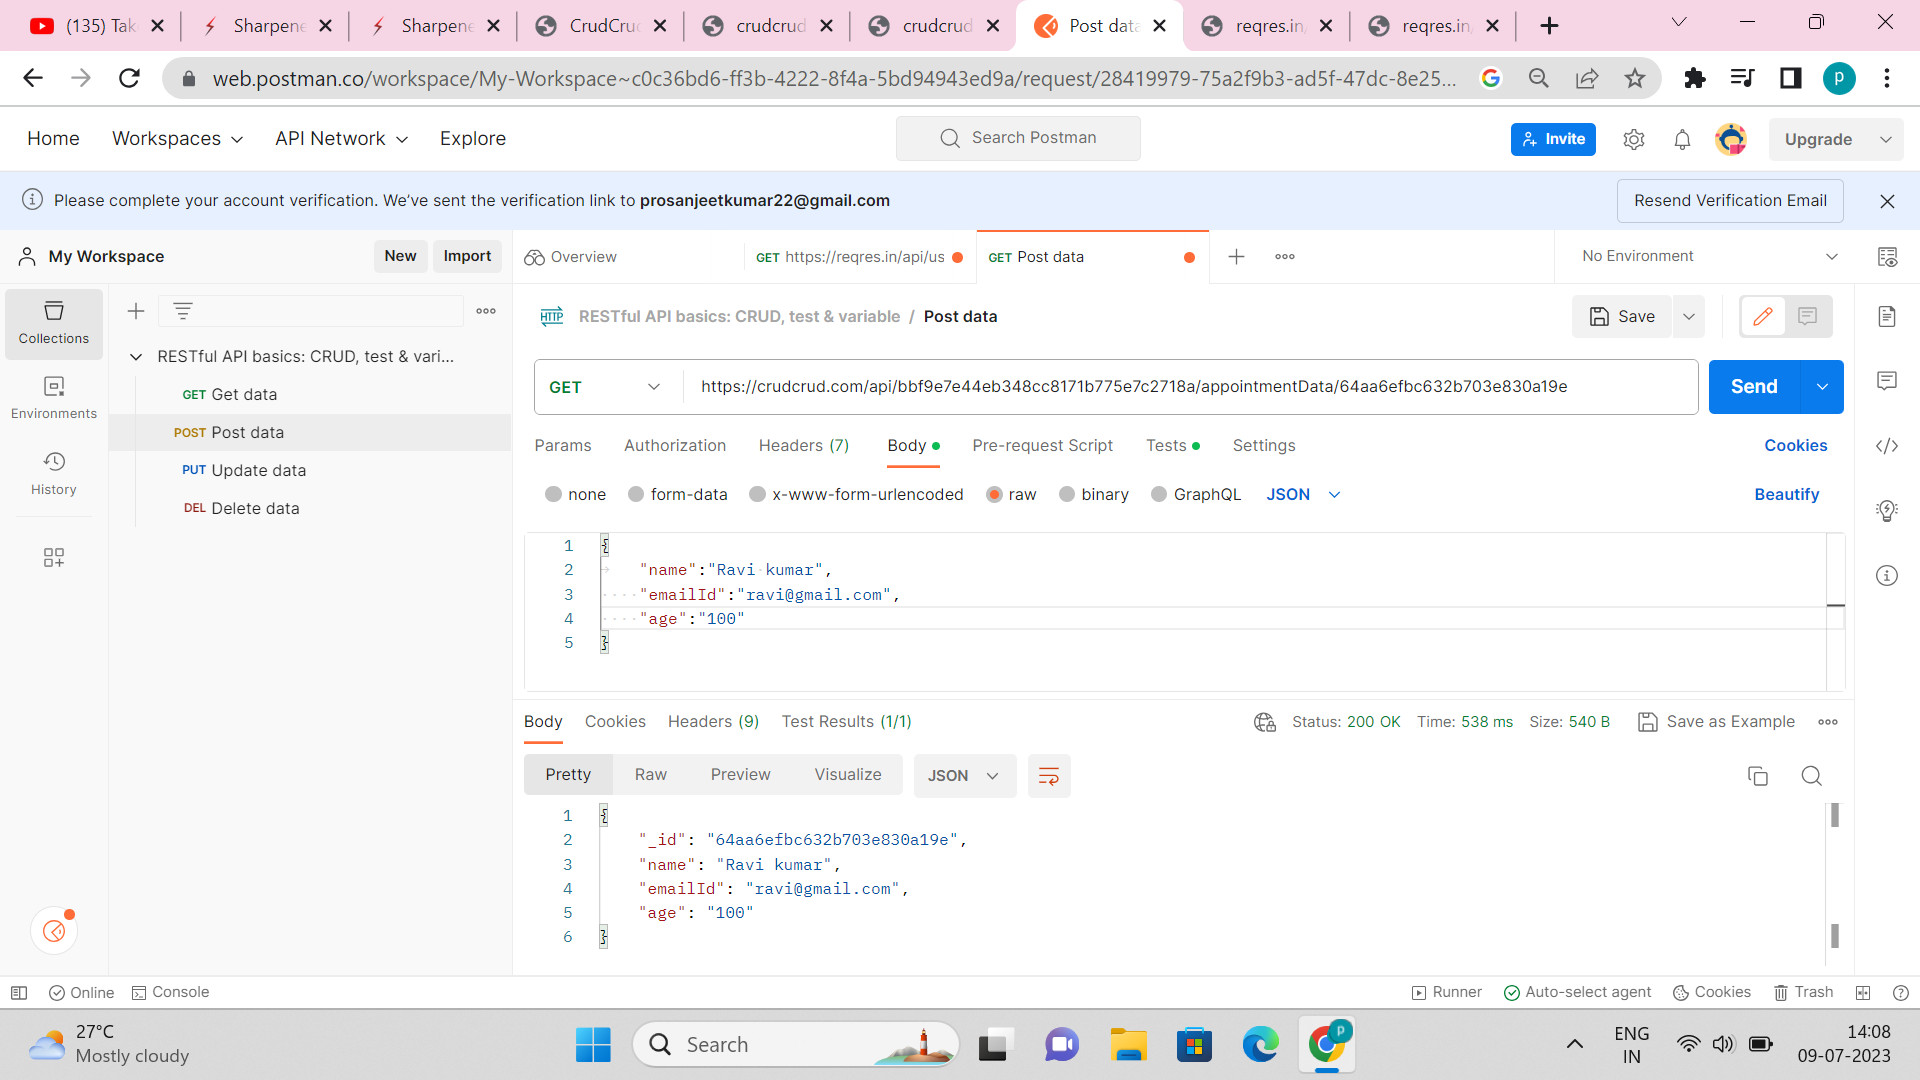 (135) Tak
Sharpene
Sharpene
CrudCru
crudcrud
crudcrud
Post data
reqres.in/
reqres.in/
web.postman.co/workspace/My-Workspace~c0c36bd6-ff3b-4222-8f4a-5bd94943ed9a/request/28419979-75a2f9b3-ad5f-47dc-8e25...
P
Home
Workspaces
API Network
Explore
Search Postman
Invite
Upgrade
Please complete your account verification. We've sent the verification link to prosanjeetkumar22@gmail.com
Resend Verification Email
My Workspace
New
Import
Overview
GET https://reqres.in/api/us
GET Post data
No Environment
Collections
Environments
History
RESTful API basics: CRUD, test & vari...
GET Get data
POST Post data
PUT Update data
DEL Delete data
HTTP RESTful API basics: CRUD, test & variable / Post data
Save
GET
https://crudcrud.com/api/bbf9e7e44eb348cc8171b775e7c2718a/appointmentData/64aa6efbc632b703e830a19e
Send
Params
Authorization
Headers (7)
Body
Pre-request Script
Tests
Settings
Cookies
none
form-data
x-www-form-urlencoded
raw
binary
GraphQL
JSON
Beautify
1 {
2 "name":"Ravi kumar",
3 "emailId":"ravi@gmail.com",
4 "age":"100"
5 }
Body
Cookies
Headers (9)
Test Results (1/1)
Status: 200 OK
Time: 538 ms
Size: 540 B
Save as Example
Pretty
Raw
Preview
Visualize
JSON
1 {
2 "_id": "64aa6efbc632b703e830a19e",
3 "name": "Ravi kumar",
4 "emailId": "ravi@gmail.com",
5 "age": "100"
6 }
Online
Console
Runner
Auto-select agent
Cookies
Trash
27°C
Mostly cloudy
Search
P
ENG
IN
14:08
09-07-2023